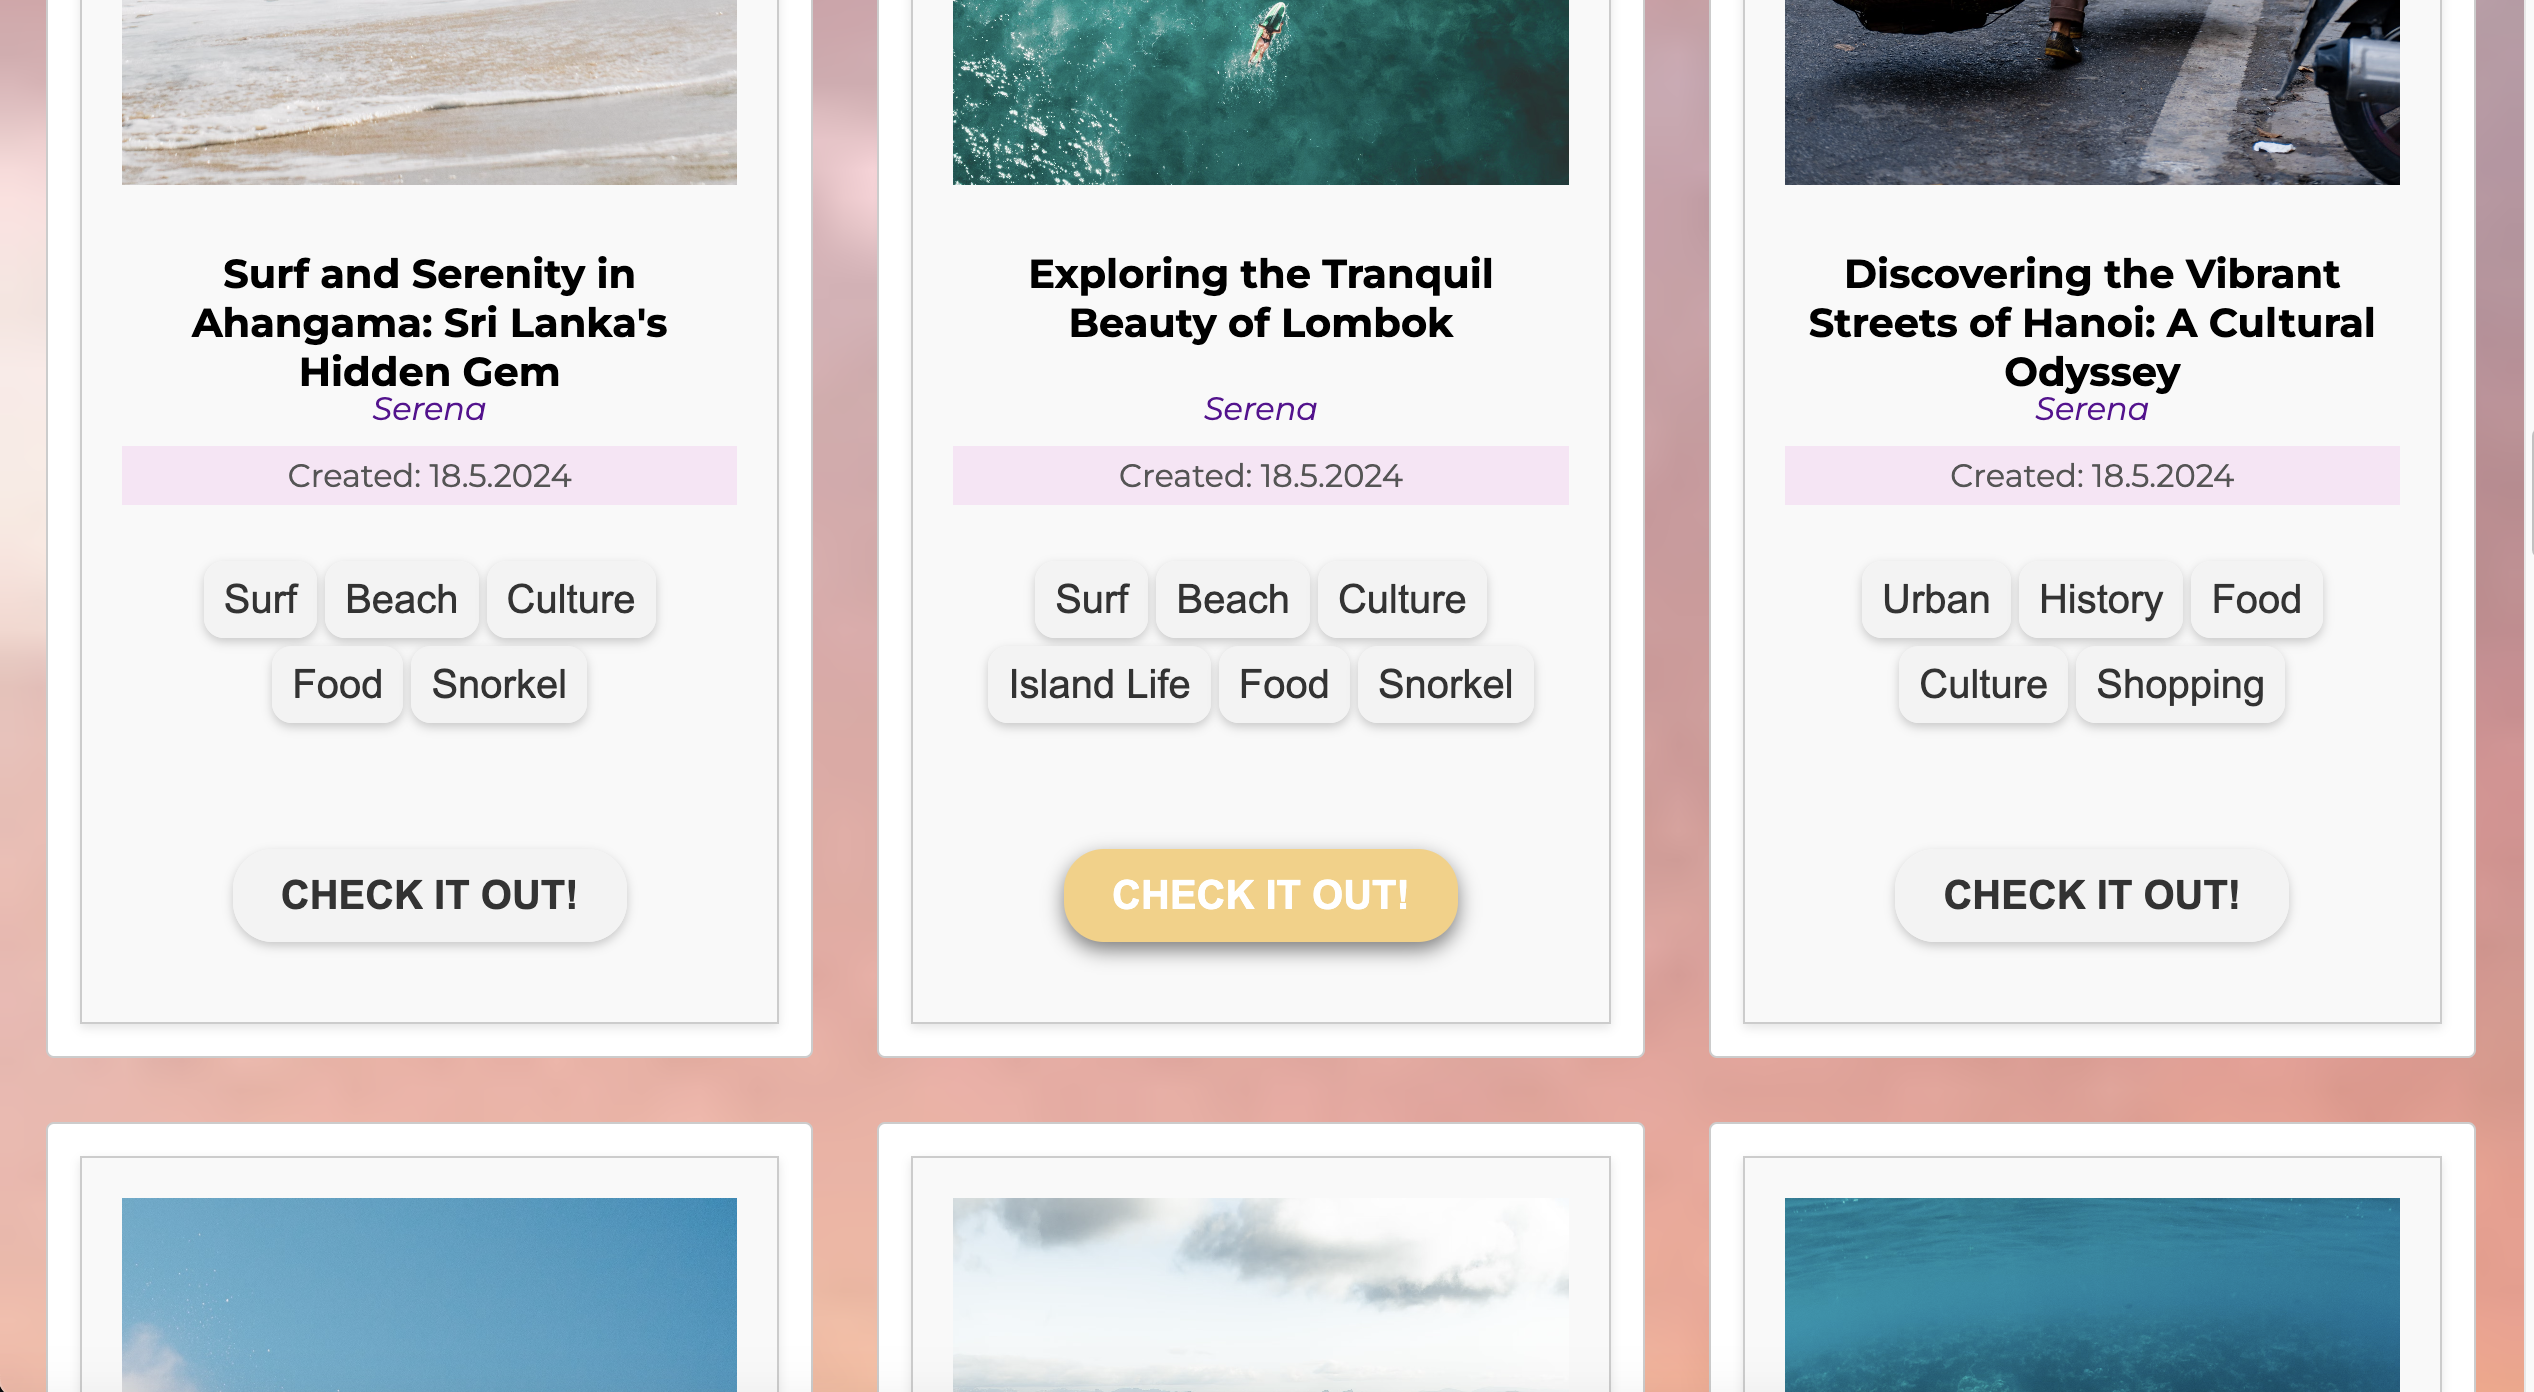 Surf and Serenity in
Ahangama: Sri Lanka's
Hidden Gem
Serena
Created: 18.5.2024
Surf Beach Culture
Food Snorkel
CHECK IT OUT!
Exploring the Tranquil
Beauty of Lombok
Serena
Created: 18.5.2024
Surf Beach Culture
Island Life Food Snorkel
CHECK IT OUT!
Discovering the Vibrant
Streets of Hanoi: A Cultural
Odyssey
Serena
Created: 18.5.2024
Urban History Food
Culture Shopping
CHECK IT OUT!